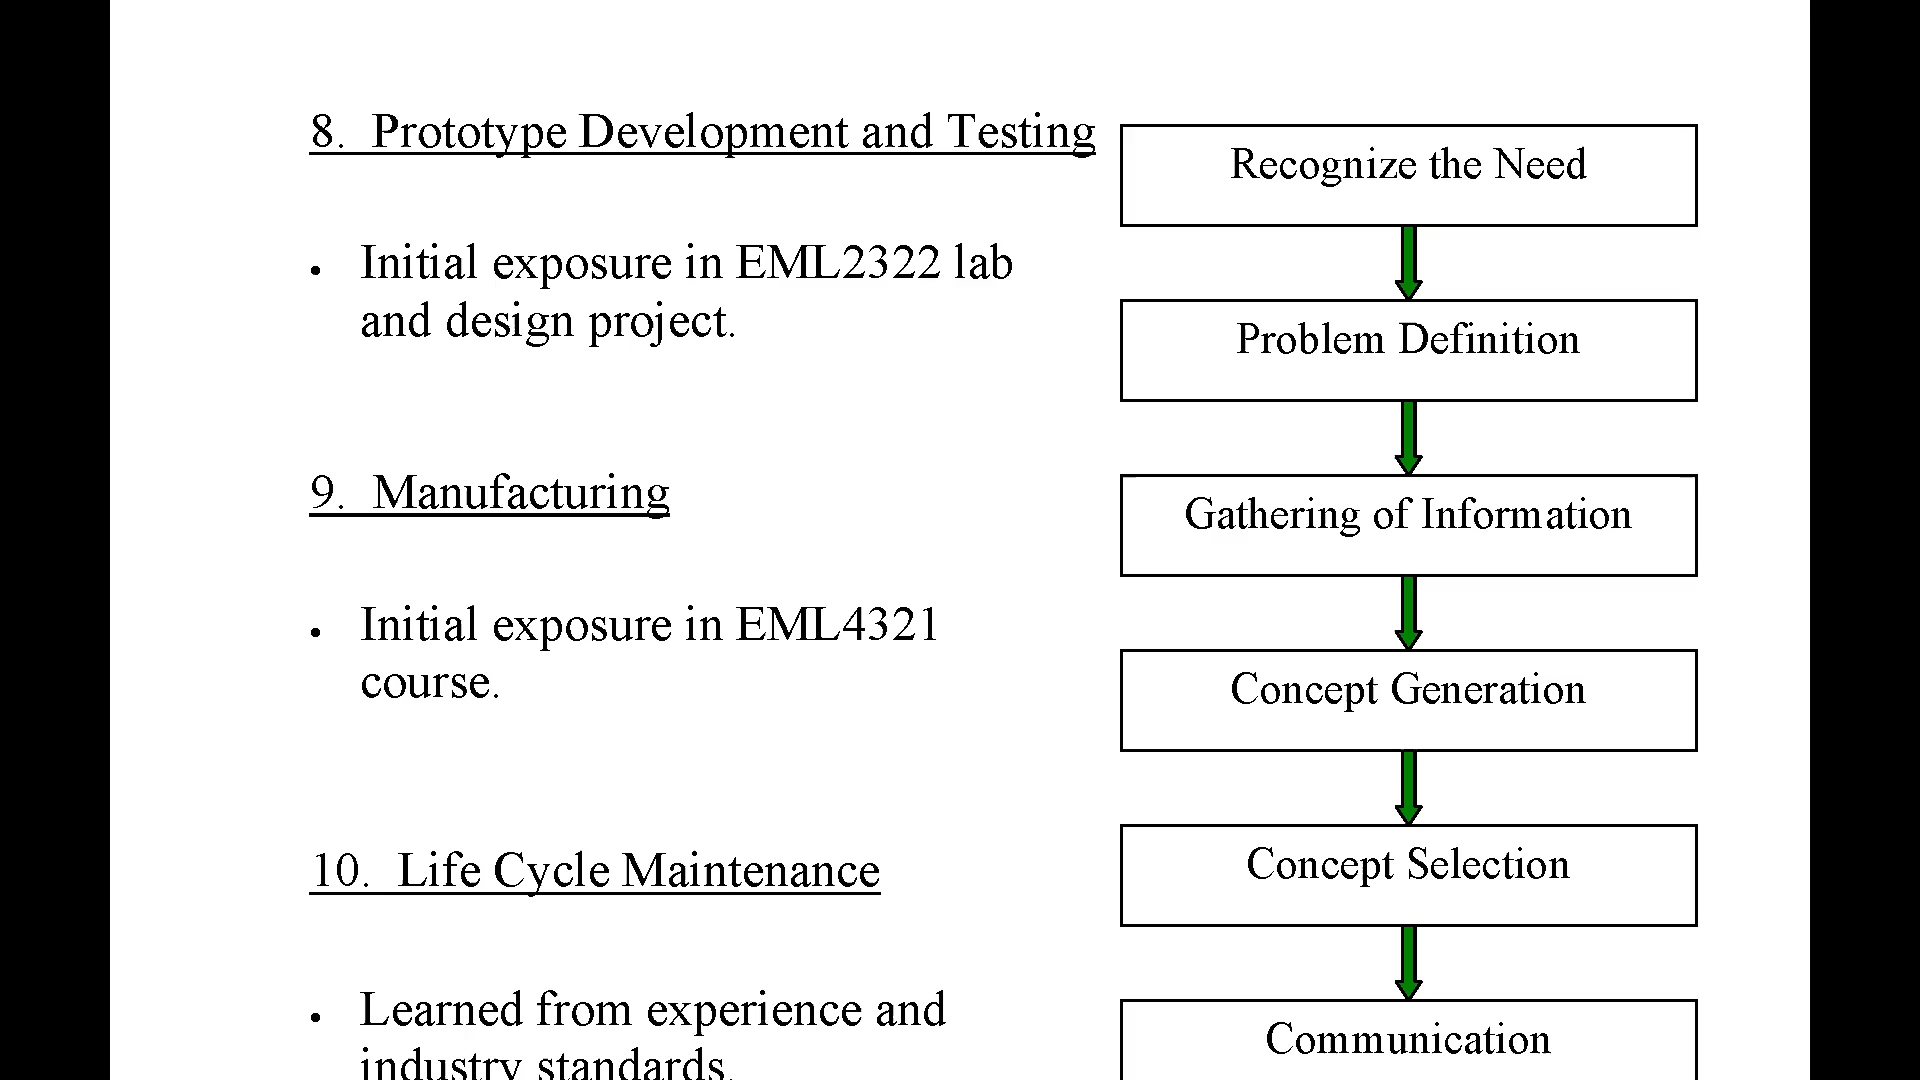 8. Prototype Development and Testing
• Initial exposure in EML2322 lab
and design project.
9. Manufacturing
• Initial exposure in EML4321
course.
10. Life Cycle Maintenance
• Learned from experience and
industry standards.
Recognize the Need
Problem Definition
Gathering of Information
Concept Generation
Concept Selection
Communication